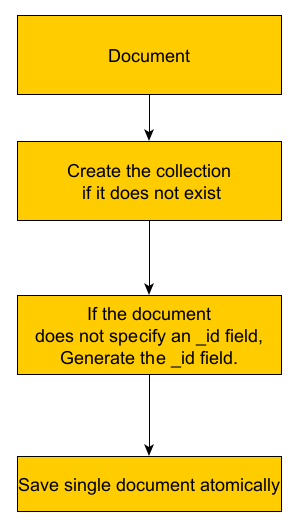 Document
Create the collection
if it does not exist
If the document
does not specify an _id field,
Generate the _id field.
Save single document atomically